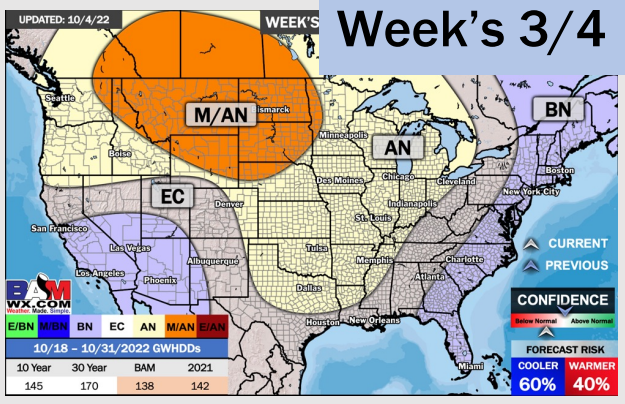 UPDATED: 10/4/22
WEEK'S
Week's 3/4
Seattle
M/AN
ismarck
BN
Minneapolis
AN
Boise
Boston
Des Moines
Chicago
Cleveland
New York City
EC
Denver
Indianapolis
St. Louis
San Francisco
CURRENT
Las Vegas
Tulsa
Memphis
Charlotte
PREVIOUS
Albuquerque
Los Angeles
Phoenix
Atlanta
Dallas
BAM
WX.COM
Weather. Made. Simple.
CONFIDENCE
Below Normal
Above Normal
Houston
New Orleans
E/BN M/BN BN EC AN M/AN E/AN
10/18 – 10/31/2022 GWHDDs
FORECAST RISK
10 Year 30 Year BAM 2021
145 170 138 142
Miami
COOLER WARMER
60% 40%